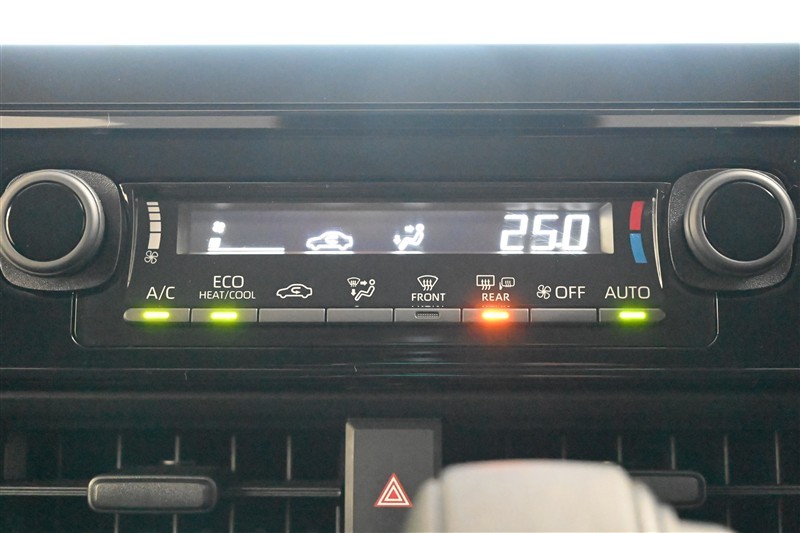 25.0
A/C
ECO
HEAT/COOL
FRONT
REAR
OFF
AUTO